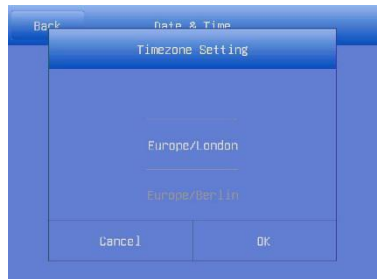 Back Date & Time
Timezone Setting
Europe/London
Europe/Berlin
Cancel OK